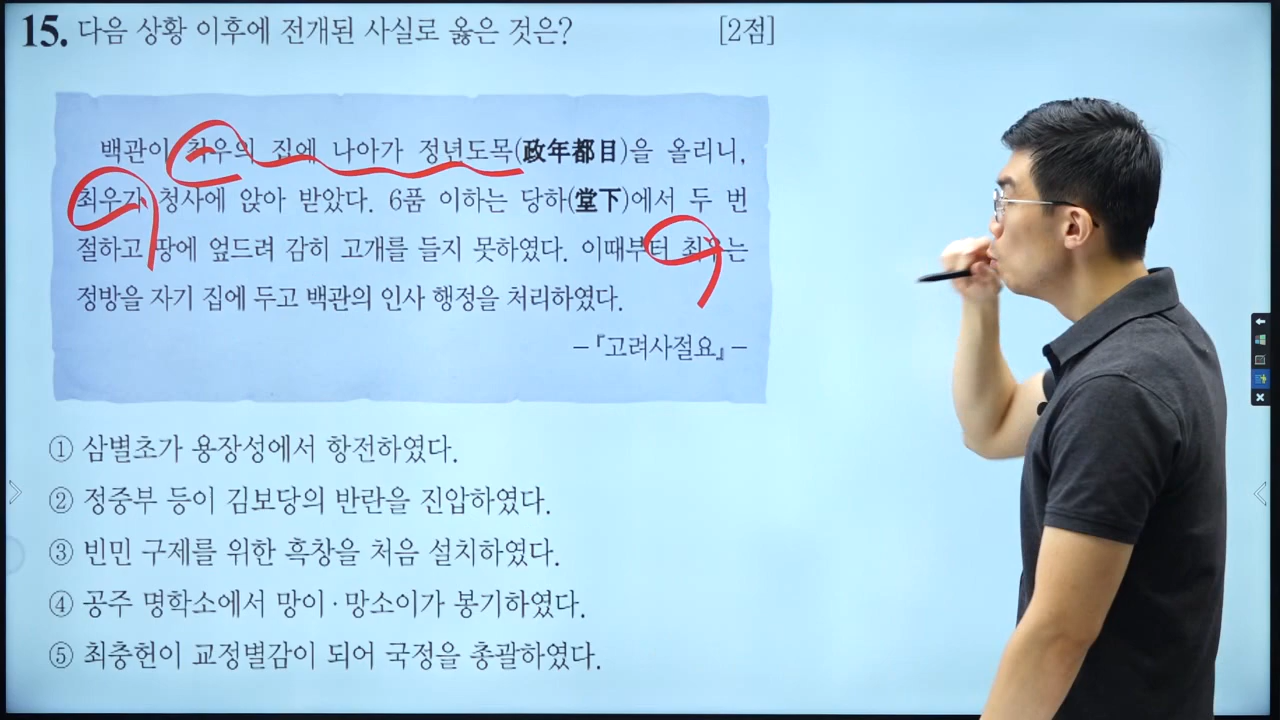 15. 다음 상황 이후에 전개된 사실로 옳은 것은? [2점]
백관이 최우의 집에 나아가 정년도목(政年都目)을 올리니,
최우가 청사에 앉아 받았다. 6품 이하는 당하(堂下)에서 두 번
절하고 땅에 엎드려 감히 고개를 들지 못하였다. 이때부터 최우는
정방을 자기 집에 두고 백관의 인사 행정을 처리하였다.
-『고려사절요』-
① 삼별초가 용장성에서 항전하였다.
② 정중부 등이 김보당의 반란을 진압하였다.
③ 빈민 구제를 위한 흑창을 처음 설치하였다.
④ 공주 명학소에서 망이·망소이가 봉기하였다.
⑤ 최충헌이 교정별감이 되어 국정을 총괄하였다.